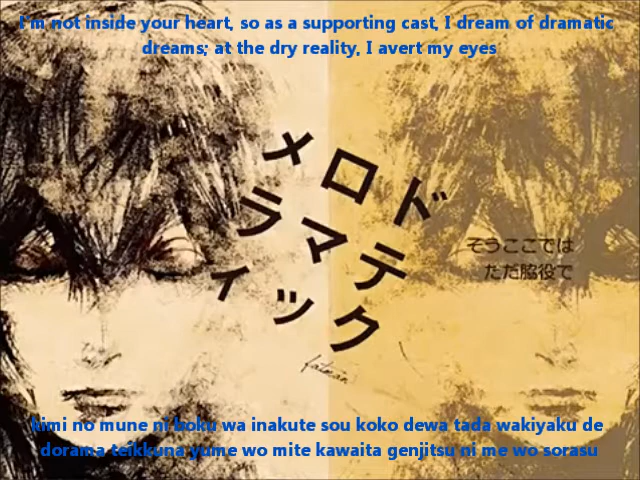 I'm not inside your heart, so as a supporting cast, I dream of dramatic
dreams; at the dry reality, I avert my eyes
メロド
ラマテ
ィック
そうここでは
ただ脇役で
kimi no mune ni boku wa inakute sou koko dewa tada wakiyaku de
dorama teikkuna yume wo mite kawaita genjitsu ni me wo sorasu